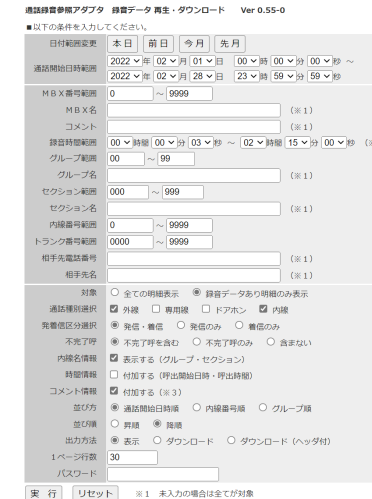 通話録音参照アダプタ 録音データ 再生・ダウンロード Ver 0.55-0
■以下の条件を入力してください。
日付範囲変更 本日 前日 今月 先月
通話開始日時範囲 2022 年 02 月 01 日 00 時 00 分 00 秒 ～
2022 年 02 月 28 日 23 時 59 分 59 秒
MBX番号範囲 0 ～ 9999
MBX名 （※１）
コメント （※１）
録音時間範囲 00 時間 00 分 03 秒 ～ 02 時間 15 分 00 秒 （※
グループ範囲 00 ～ 99
グループ名 （※１）
セクション範囲 000 ～ 999
セクション名 （※１）
内線番号範囲 0 ～ 9999
トランク番号範囲 0000 ～ 9999
相手先電話番号 （※１）
相手先名 （※１）
対象 全ての明細表示 録音データあり明細のみ表示
通話種別選択 外線 専用線 ドアホン 内線
発着信区分選択 発信・着信 発信のみ 着信のみ
不完了呼 不完了呼を含む 不完了呼のみ 含まない
内線名情報 表示する（グループ・セクション）
時間情報 付加する（呼出開始日時・呼出時間）
コメント情報 付加する（※３）
並び方 通話開始日時順 内線番号順 グループ順
並び順 昇順 降順
出力方法 表示 ダウンロード ダウンロード（ヘッダ付）
１ページ行数 30
パスワード
実 行 リセット ※１ 未入力の場合は全てが対象